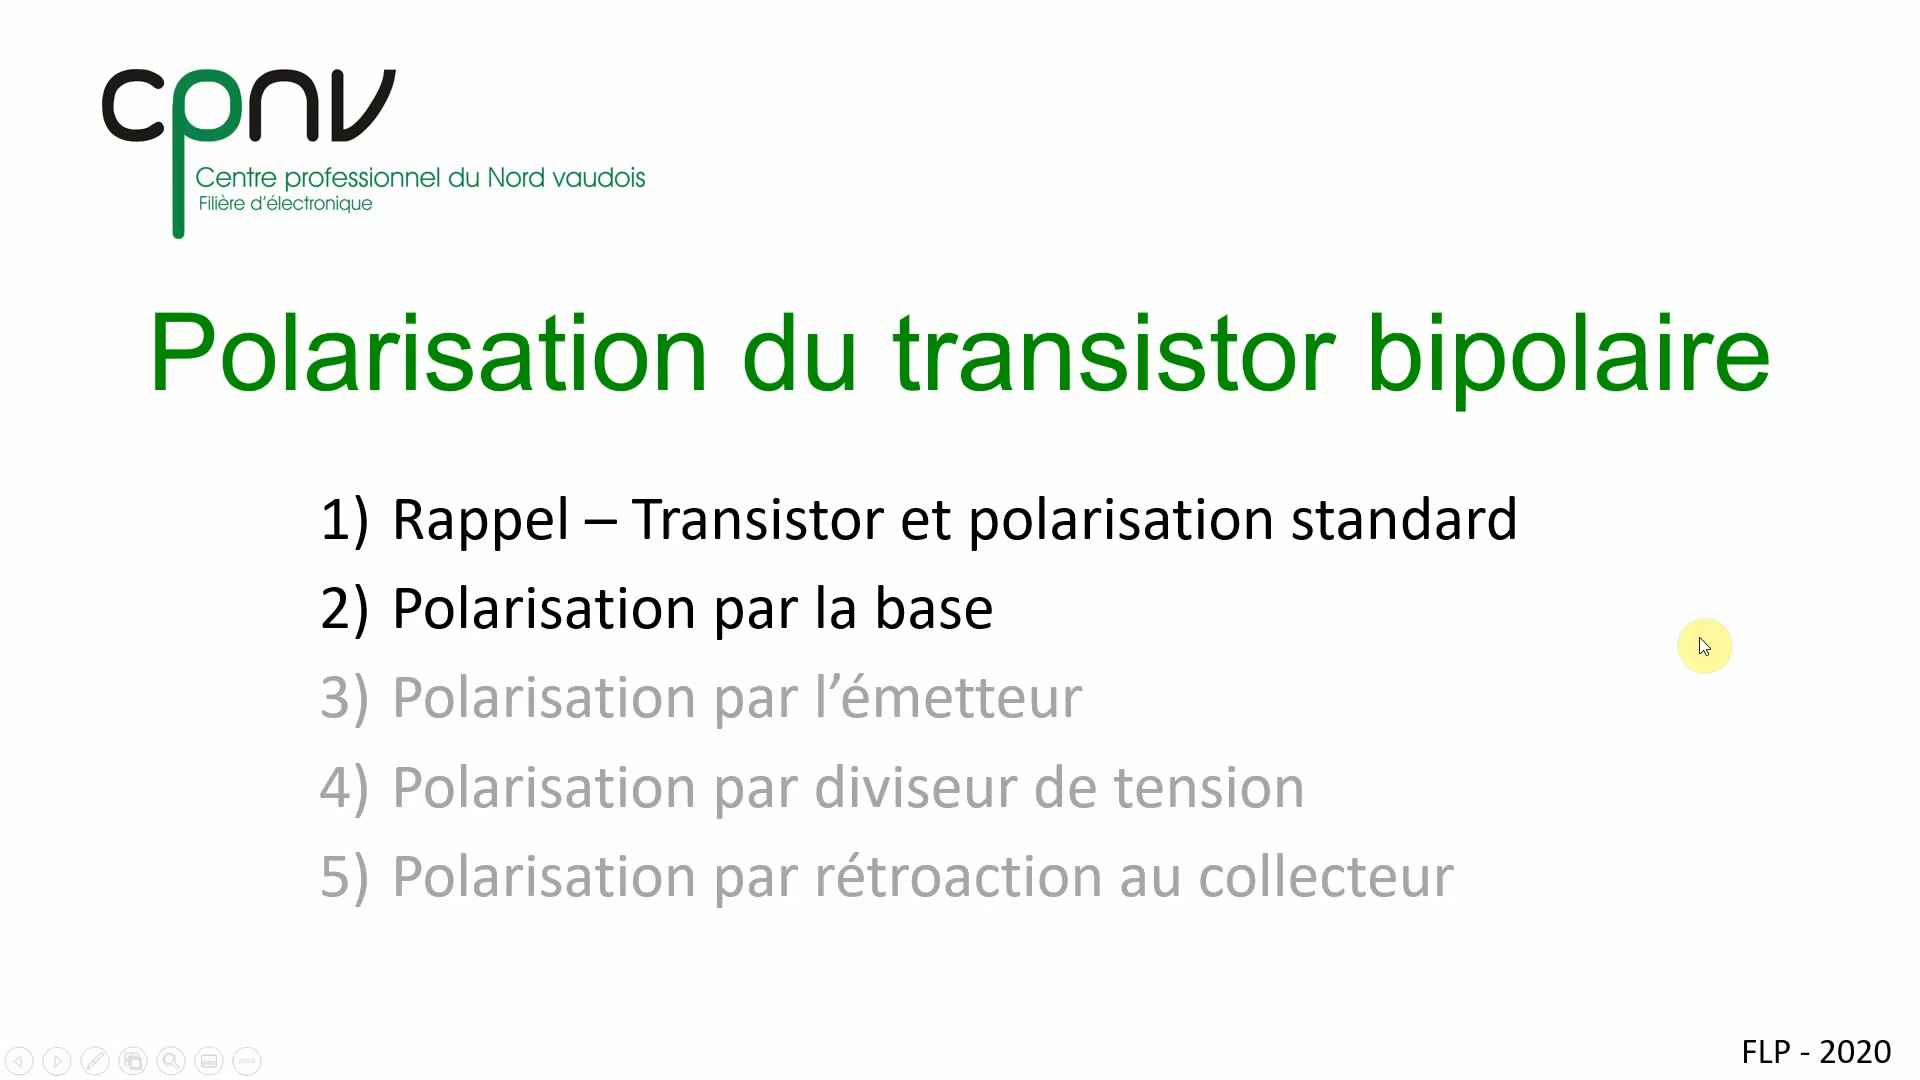 cpnv
Centre professionnel du Nord vaudois
Filière d'électronique
Polarisation du transistor bipolaire
1) Rappel – Transistor et polarisation standard
2) Polarisation par la base
3) Polarisation par l’émetteur
4) Polarisation par diviseur de tension
5) Polarisation par rétroaction au collecteur
FLP - 2020